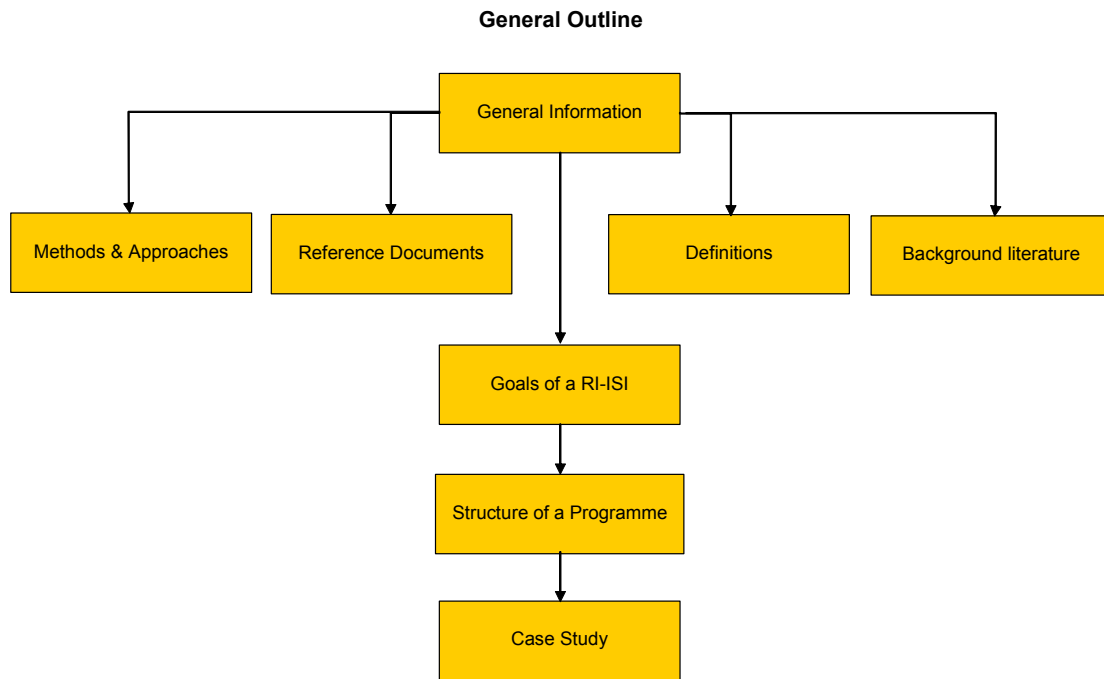 General Outline
General Information
Methods & Approaches
Reference Documents
Definitions
Background literature
Goals of a RI-ISI
Structure of a Programme
Case Study